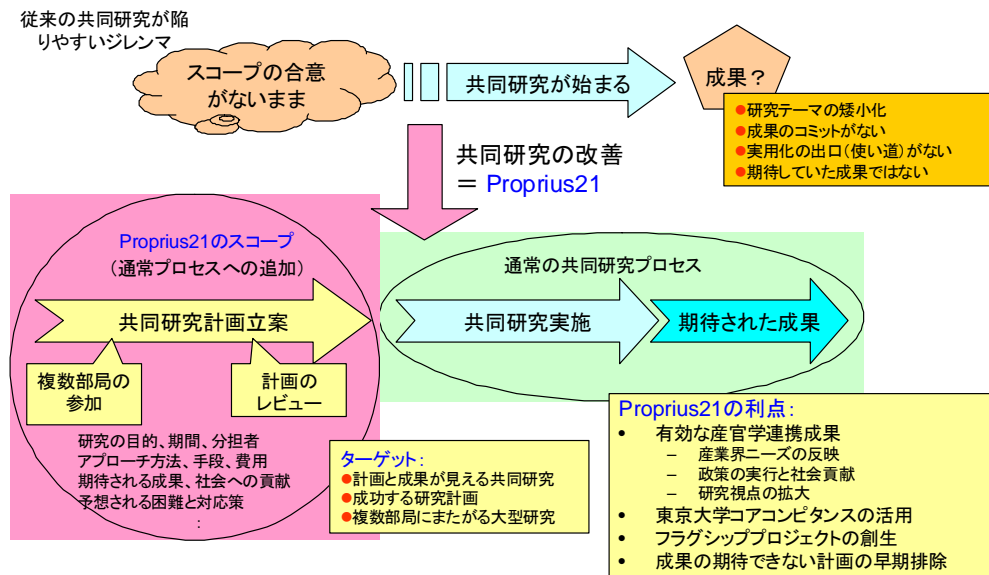 従来の共同研究が陥
りやすいジレンマ
スコープの合意
がないまま
共同研究が始まる
成果？
●研究テーマの矮小化
●成果のコミットがない
●実用化の出口（使い道）がない
●期待していた成果ではない
共同研究の改善
＝ Proprius21
Proprius21のスコープ
（通常プロセスへの追加）
共同研究計画立案
複数部局の
参加
計画の
レビュー
研究の目的、期間、分担者
アプローチ方法、手段、費用
期待される成果、社会への貢献
予想される困難と対応策
：
通常の共同研究プロセス
共同研究実施
期待された成果
ターゲット：
●計画と成果が見える共同研究
●成功する研究計画
●複数部局にまたがる大型研究
Proprius21の利点：
• 有効な産官学連携成果
– 産業界ニーズの反映
– 政策の実行と社会貢献
– 研究視点の拡大
• 東京大学コアコンピタンスの活用
• フラグシッププロジェクトの創生
• 成果の期待できない計画の早期排除